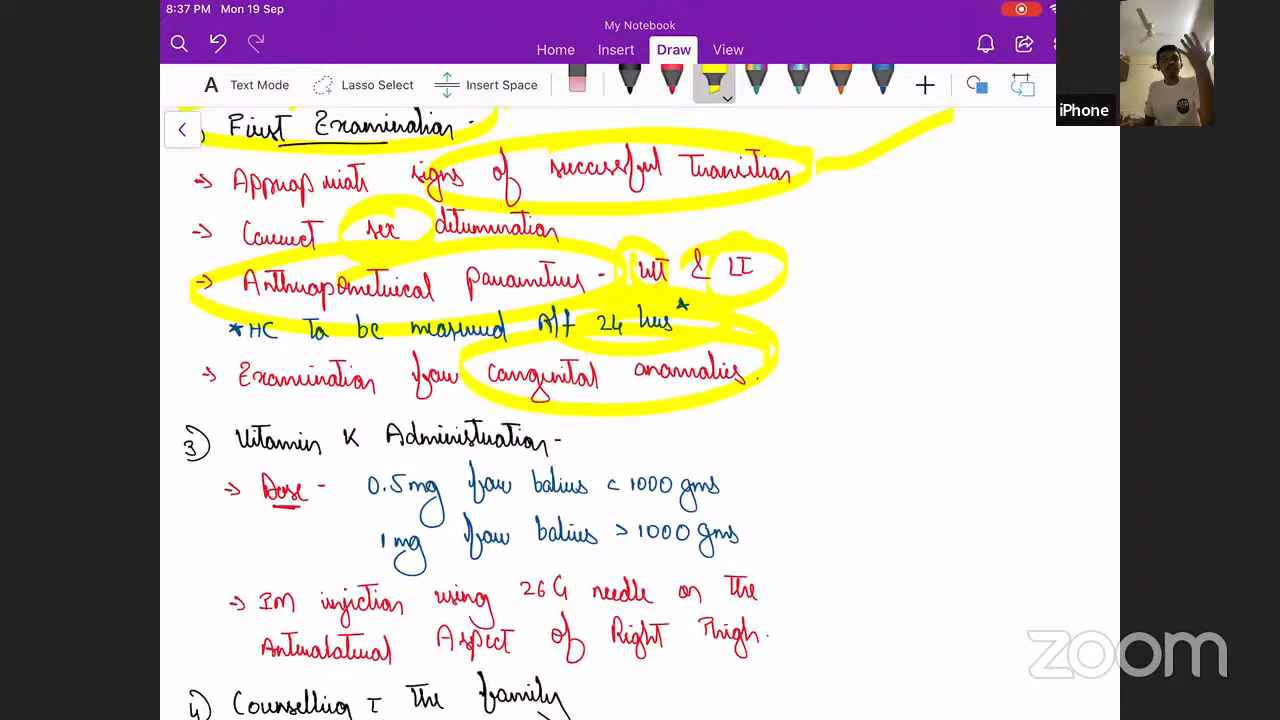 8:37 PM Mon 19 Sep
My Notebook
Home Insert Draw View
Text Mode Lasso Select Insert Space
iPhone
First Examination -
→ Appropriate signs of successful Transition
→ Correct sex determination
→ Anthropometrical parameters - WT & LT
*HC To be measured Aft 24 hrs*
→ Examination for congenital anomalies.
3) Vitamin K Administration -
→ Dose - 0.5mg for babies < 1000 gms
1 mg for babies > 1000 gms
→ IM injection using 26G needle on the
Anterolateral Aspect of Right Thigh.
4) Counselling the family
zoom